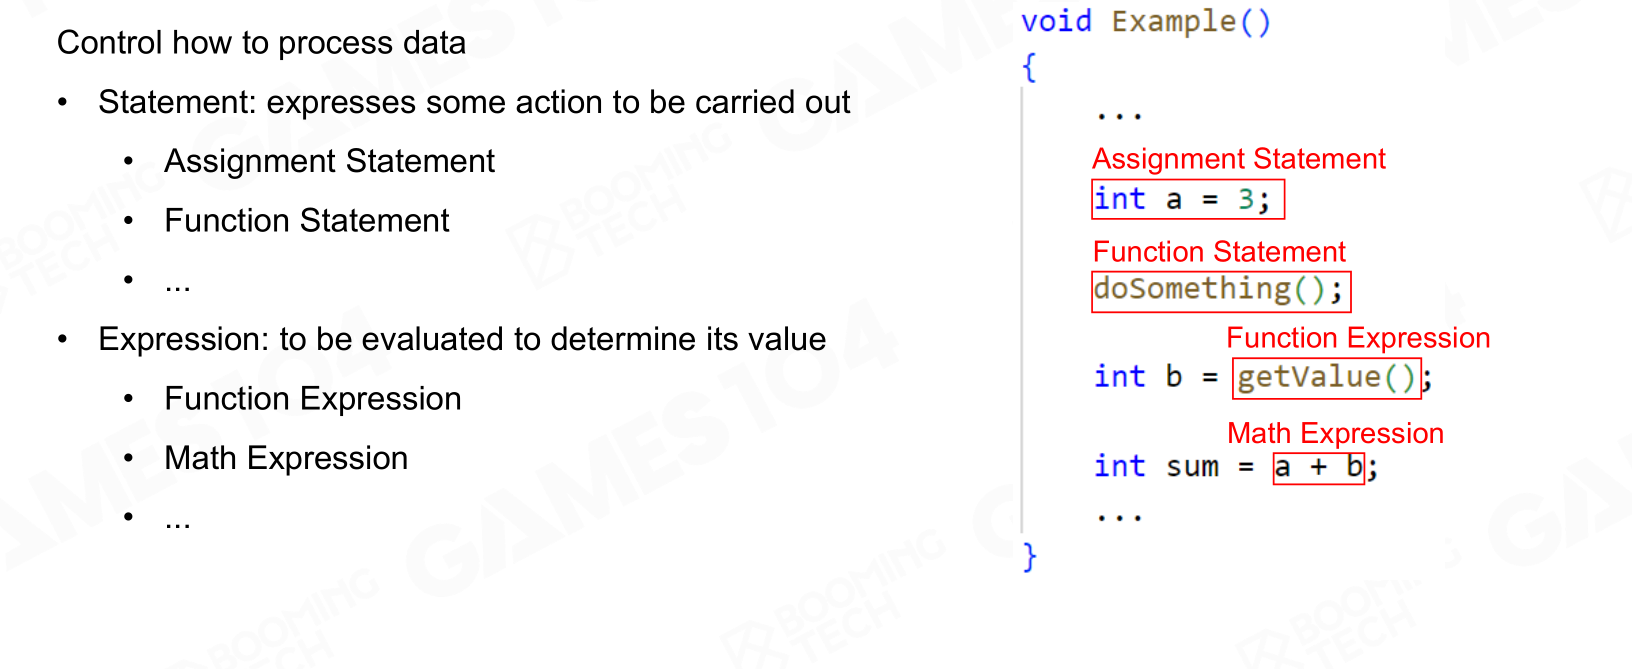 Control how to process data
• Statement: expresses some action to be carried out
• Assignment Statement
• Function Statement
• ...
• Expression: to be evaluated to determine its value
• Function Expression
• Math Expression
• ...
void Example()
{
...
Assignment Statement
int a = 3;
Function Statement
doSomething();
Function Expression
int b = getValue();
Math Expression
int sum = a + b;
...
}
GAMES104
BOOMING
TECH